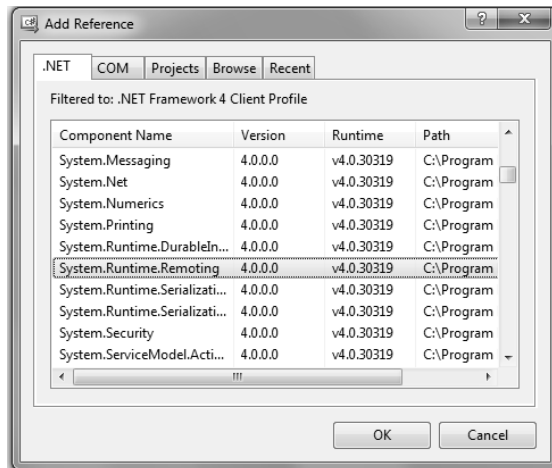 Add Reference
.NET COM Projects Browse Recent
Filtered to: .NET Framework 4 Client Profile
Component Name Version Runtime Path
System.Messaging 4.0.0.0 v4.0.30319 C:\Program
System.Net 4.0.0.0 v4.0.30319 C:\Program
System.Numerics 4.0.0.0 v4.0.30319 C:\Program
System.Printing 4.0.0.0 v4.0.30319 C:\Program
System.Runtime.DurableIn... 4.0.0.0 v4.0.30319 C:\Program
System.Runtime.Remoting 4.0.0.0 v4.0.30319 C:\Program
System.Runtime.Serializati... 4.0.0.0 v4.0.30319 C:\Program
System.Runtime.Serializati... 4.0.0.0 v4.0.30319 C:\Program
System.Security 4.0.0.0 v4.0.30319 C:\Program
System.ServiceModel.Acti... 4.0.0.0 v4.0.30319 C:\Program
OK Cancel